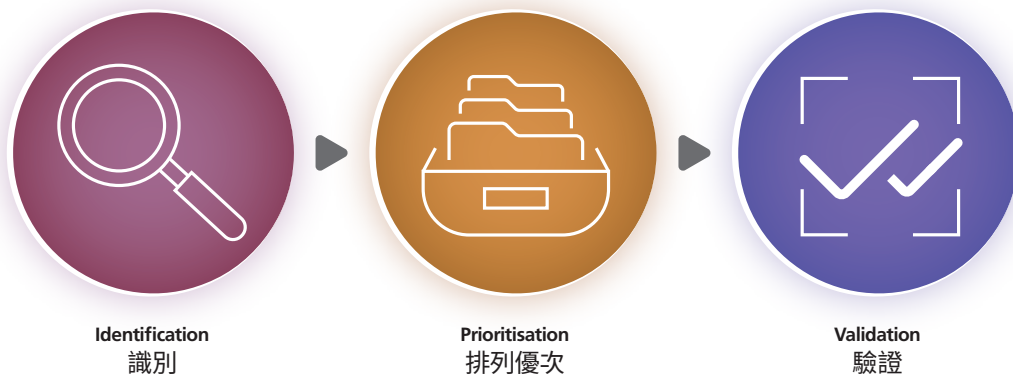 Identification
識別
Prioritisation
排列優次
Validation
驗證